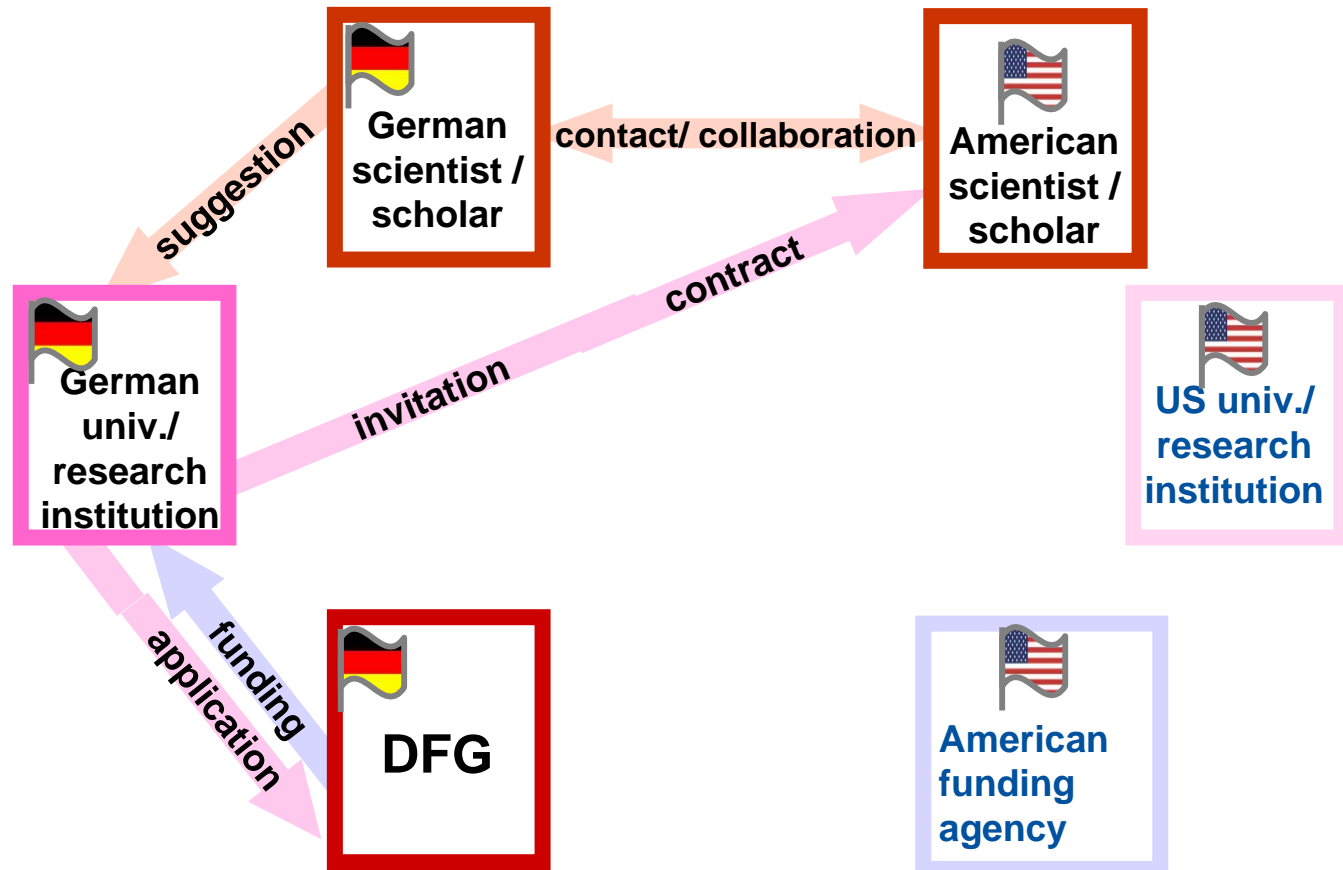 German
scientist /
scholar
contact/ collaboration
American
scientist /
scholar
suggestion
contract
invitation
German
univ./
research
institution
US univ./
research
institution
application
funding
DFG
American
funding
agency